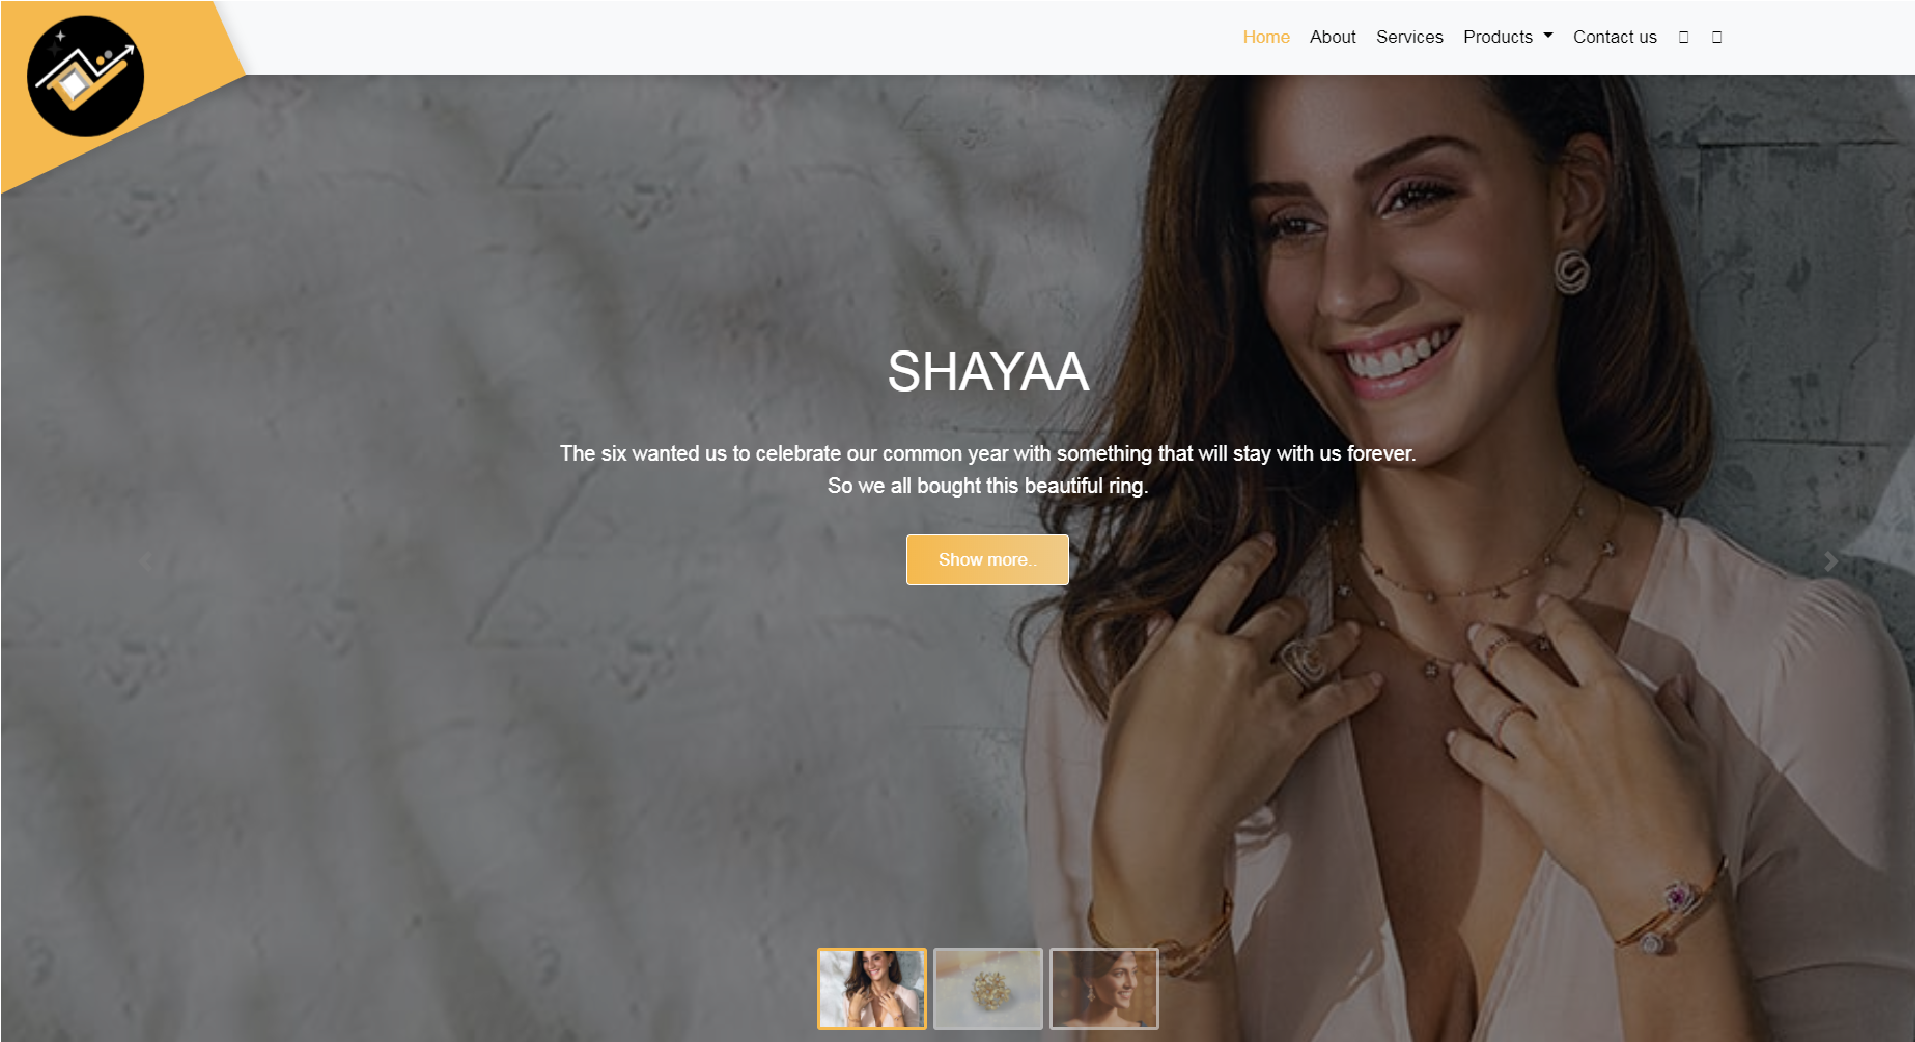 Home About Services Products Contact us
SHAYAA
The six wanted us to celebrate our common year with something that will stay with us forever.
So we all bought this beautiful ring.
Show more..